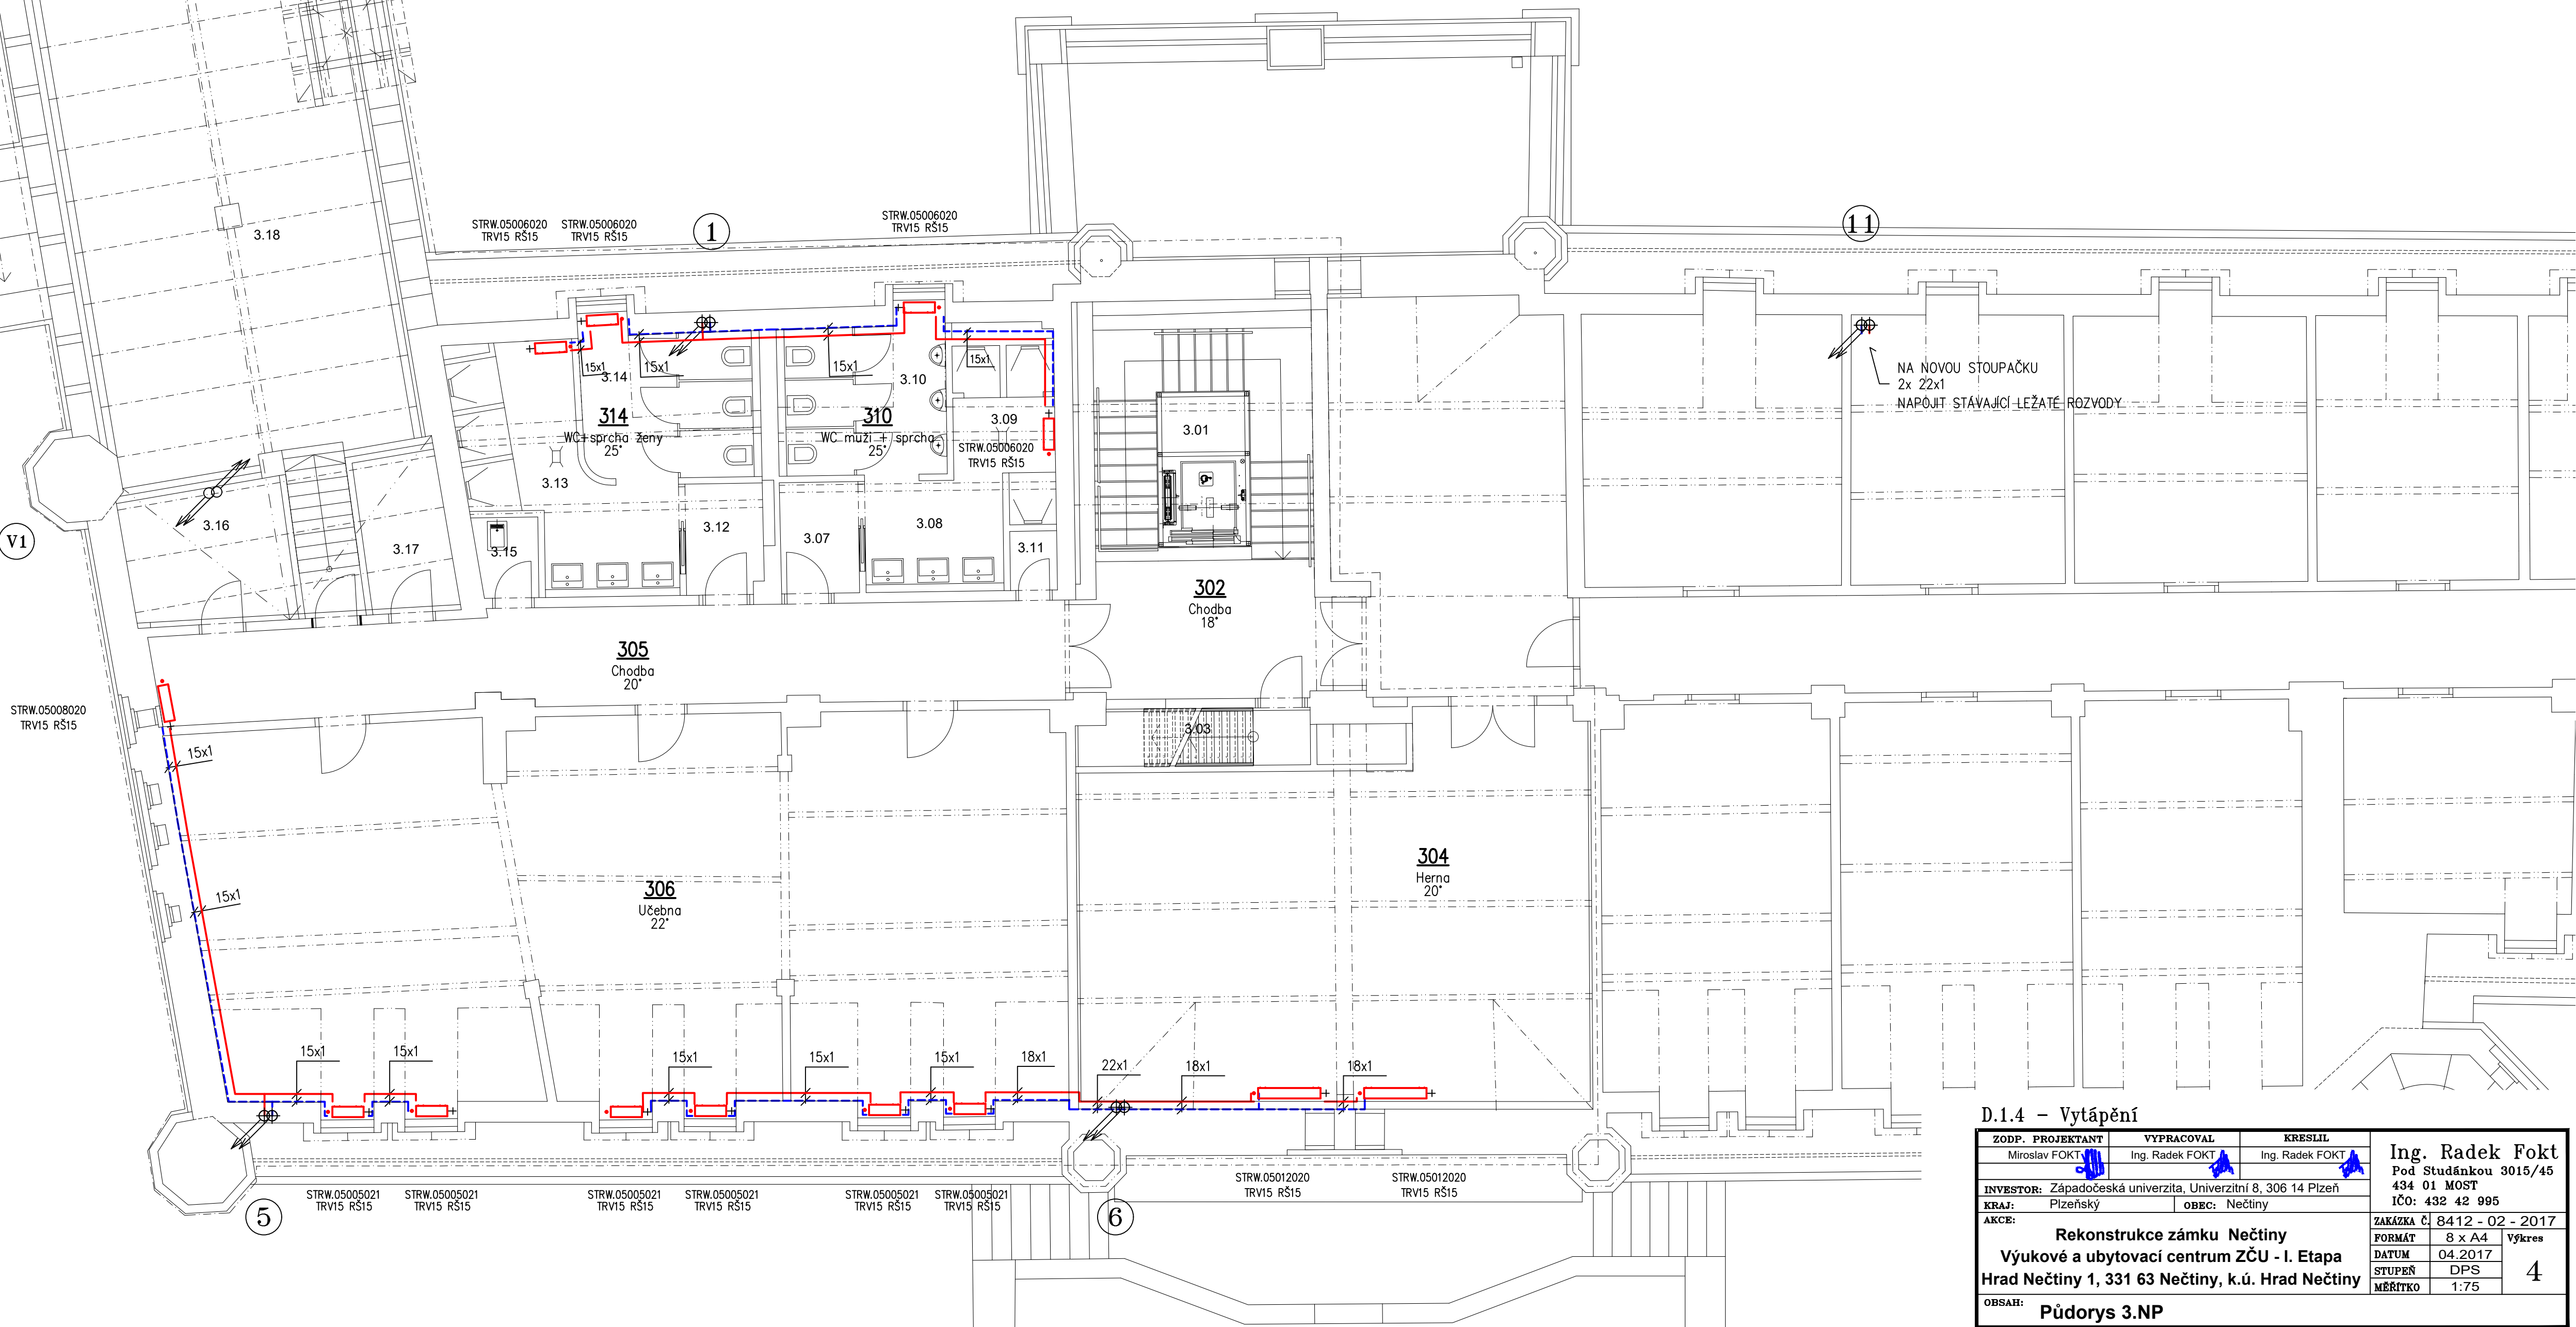 3.18
STRW.05006020
TRV15 RŠ15
STRW.05006020
TRV15 RŠ15
1
STRW.05006020
TRV15 RŠ15
11
15x1
15x1
15x1
15x1
3.14
3.10
314
WC+sprcha ženy
25°
310
WC muži + sprcha
25°
3.09
STRW.05006020
TRV15 RŠ15
3.01
NA NOVOU STOUPAČKU
2x 22x1
NAPOJIT STÁVAJÍCÍ LEŽATÉ ROZVODY
3.13
3.16
3.12
3.07
3.08
3.11
3.15
3.17
V1
302
Chodba
18°
305
Chodba
20°
STRW.05008020
TRV15 RŠ15
3.03
15x1
15x1
306
Učebna
22°
304
Herna
20°
15x1
15x1
15x1
15x1
15x1
18x1
22x1
18x1
18x1
STRW.05005021
TRV15 RŠ15
STRW.05005021
TRV15 RŠ15
STRW.05005021
TRV15 RŠ15
STRW.05005021
TRV15 RŠ15
STRW.05005021
TRV15 RŠ15
STRW.05005021
TRV15 RŠ15
STRW.05012020
TRV15 RŠ15
STRW.05012020
TRV15 RŠ15
5
6
D.1.4 – Vytápění
ZODP. PROJEKTANT VYPRACOVAL KRESLIL
Miroslav FOKT Ing. Radek FOKT Ing. Radek FOKT
Ing. Radek Fokt
Pod Studánkou 3015/45
434 01 MOST
IČO: 432 42 995
INVESTOR: Západočeská univerzita, Univerzitní 8, 306 14 Plzeň
KRAJ: Plzeňský OBEC: Nečtiny
AKCE:
Rekonstrukce zámku Nečtiny
Výukové a ubytovací centrum ZČU - I. Etapa
Hrad Nečtiny 1, 331 63 Nečtiny, k.ú. Hrad Nečtiny
ZAKÁZKA Č. 8412 - 02 - 2017
FORMÁT 8 x A4 Výkres
DATUM 04.2017
STUPEŇ DPS 4
MĚŘÍTKO 1:75
OBSAH: Půdorys 3.NP